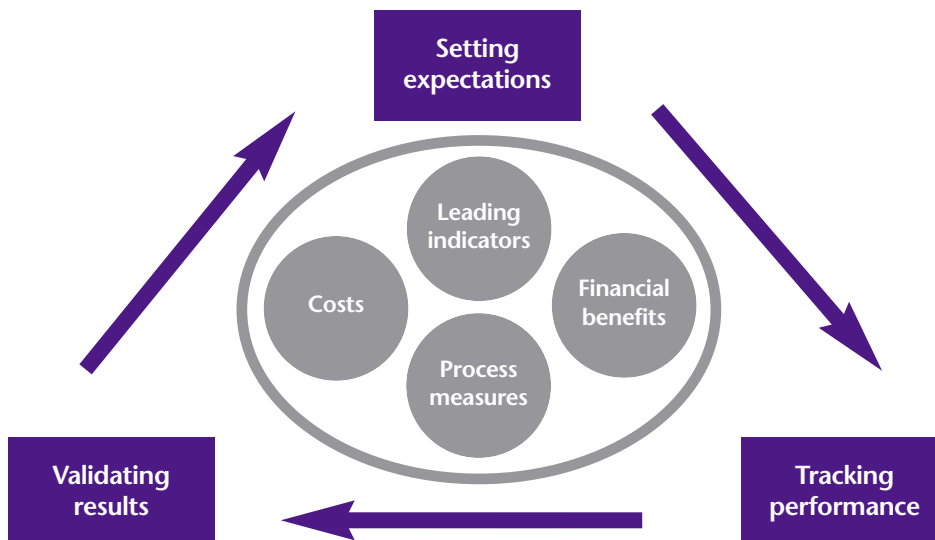 Setting
expectations
Leading
indicators
Costs
Financial
benefits
Process
measures
Validating
results
Tracking
performance